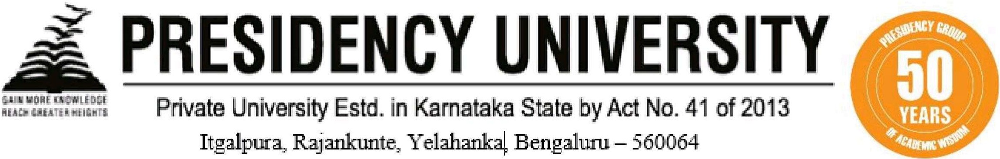 PRESIDENCY UNIVERSITY
GAIN MORE KNOWLEDGE
REACH GREATER HEIGHTS
Private University Estd. in Karnataka State by Act No. 41 of 2013
Itgalpura, Rajankunte, Yelahanka, Bengaluru – 560064
PRESIDENCY GROUP
50
YEARS
OF ACADEMIC WISDOM